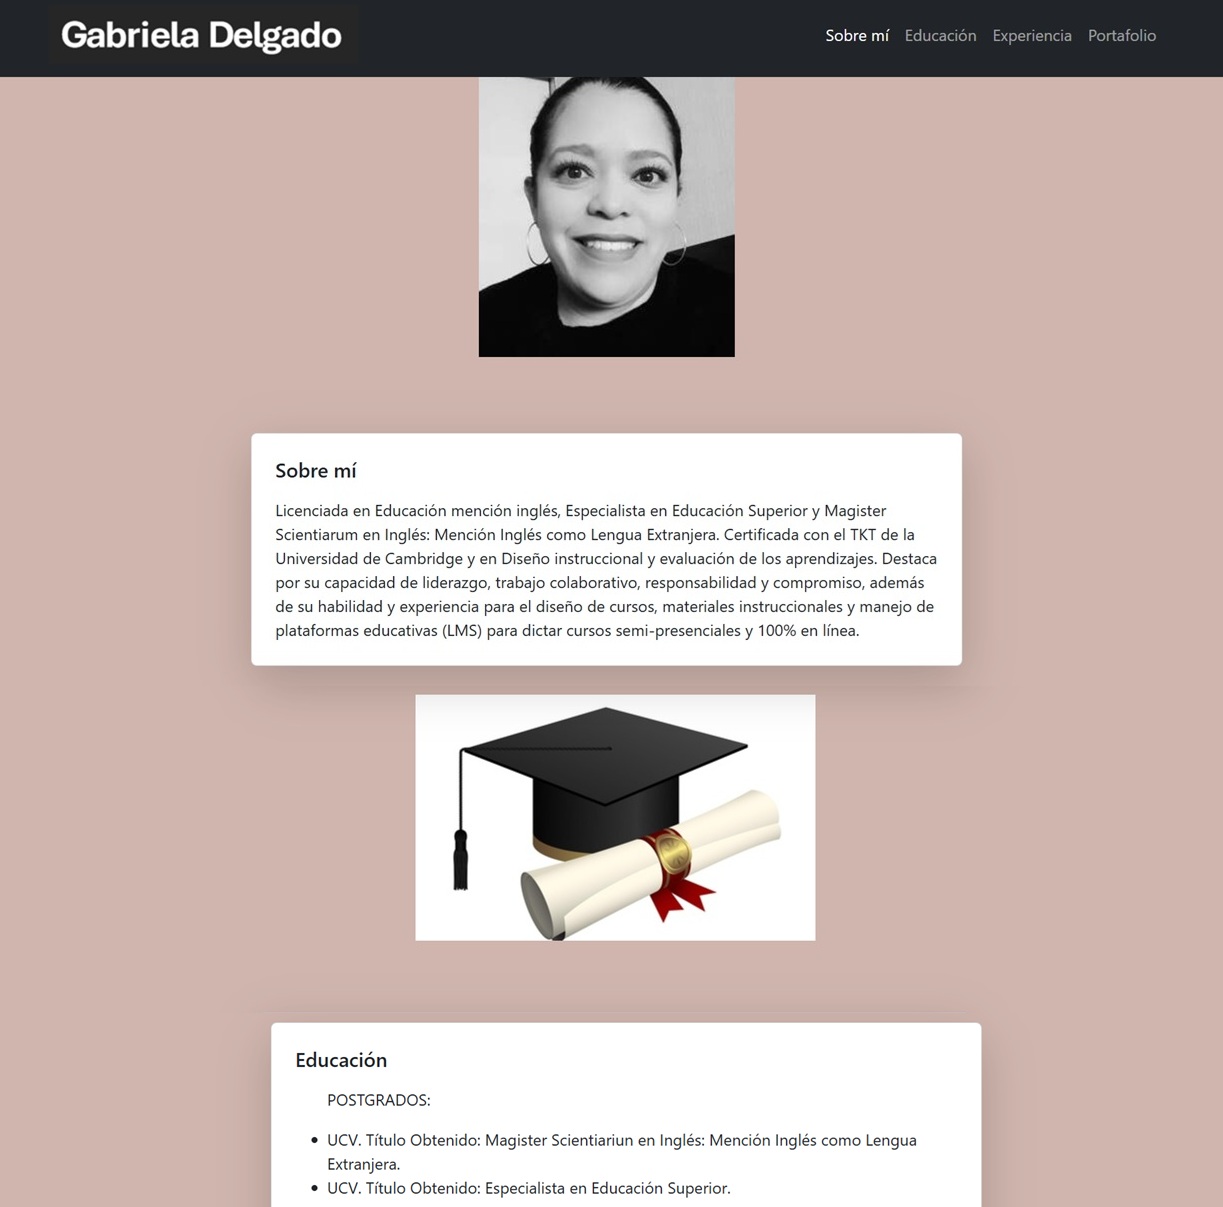 Gabriela Delgado
Sobre mí Educación Experiencia Portafolio
Sobre mí
Licenciada en Educación mención inglés, Especialista en Educación Superior y Magister
Scientiarum en Inglés: Mención Inglés como Lengua Extranjera. Certificada con el TKT de la
Universidad de Cambridge y en Diseño instruccional y evaluación de los aprendizajes. Destaca
por su capacidad de liderazgo, trabajo colaborativo, responsabilidad y compromiso, además
de su habilidad y experiencia para el diseño de cursos, materiales instruccionales y manejo de
plataformas educativas (LMS) para dictar cursos semi-presenciales y 100% en línea.
Educación
POSTGRADOS:
• UCV. Título Obtenido: Magister Scientiariun en Inglés: Mención Inglés como Lengua
Extranjera.
• UCV. Título Obtenido: Especialista en Educación Superior.